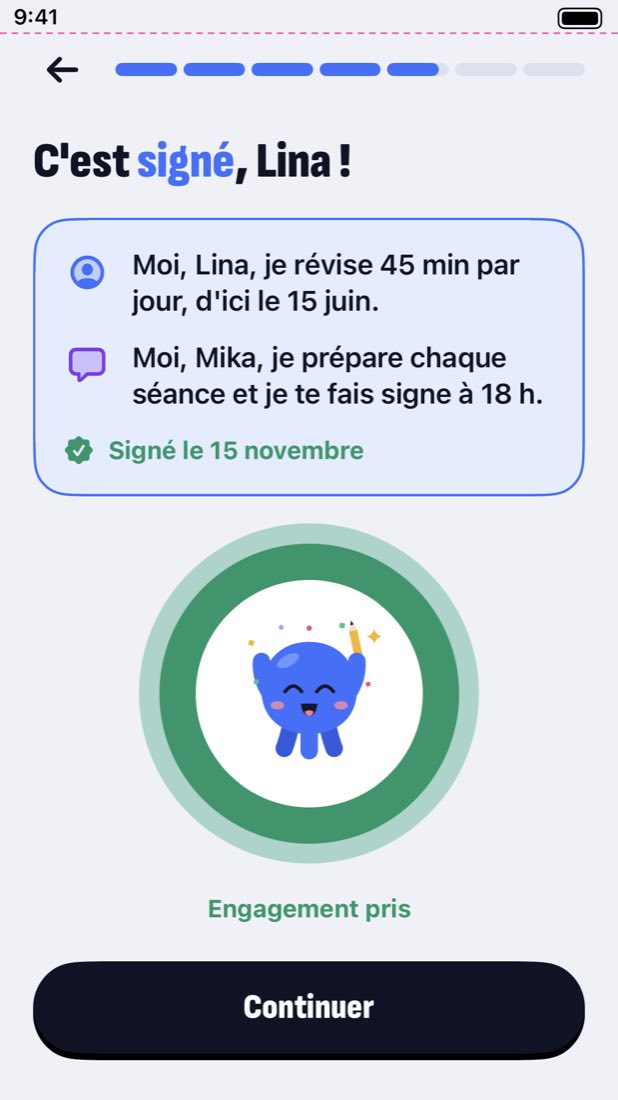 9:41
C'est signé, Lina !
Moi, Lina, je révise 45 min par
jour, d'ici le 15 juin.
Moi, Mika, je prépare chaque
séance et je te fais signe à 18 h.
Signé le 15 novembre
Engagement pris
Continuer